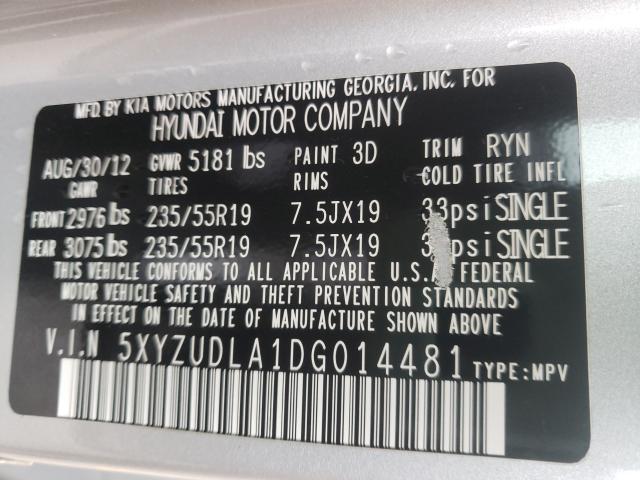 MFD. BY KIA MOTORS MANUFACTURING GEORGIA, INC. FOR
HYUNDAI MOTOR COMPANY
AUG/30/12 GVWR 5181 lbs PAINT 3D TRIM RYN
GAWR TIRES RIMS COLD TIRE INFL
FRONT 2976 lbs 235/55R19 7.5JX19 33psi SINGLE
REAR 3075 lbs 235/55R19 7.5JX19 SINGLE
THIS VEHICLE CONFORMS TO ALL APPLICABLE U.S.A FEDERAL
MOTOR VEHICLE SAFETY AND THEFT PREVENTION STANDARDS
IN EFFECT ON THE DATE OF MANUFACTURE SHOWN ABOVE
V.I.N 5XYZUDLA1DG014481 TYPE:MPV